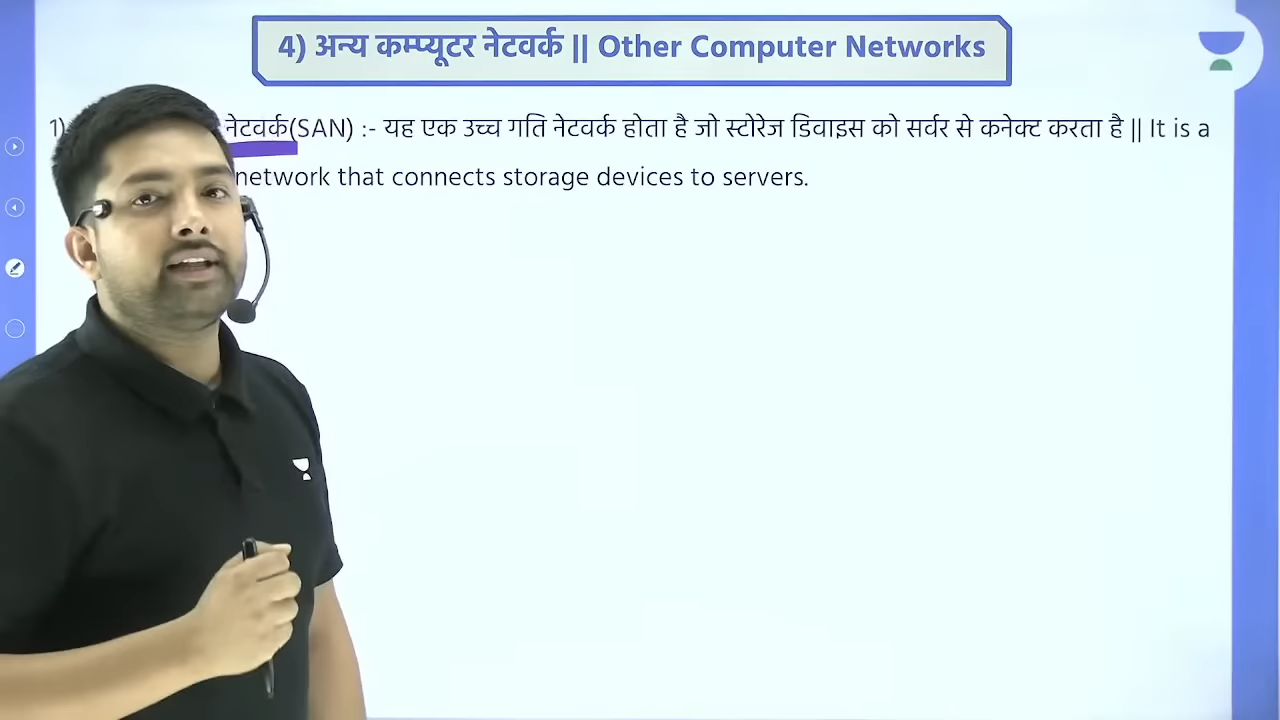 4) अन्य कम्प्यूटर नेटवर्क || Other Computer Networks
1) नेटवर्क(SAN) :- यह एक उच्च गति नेटवर्क होता है जो स्टोरेज डिवाइस को सर्वर से कनेक्ट करता है || It is a
network that connects storage devices to servers.